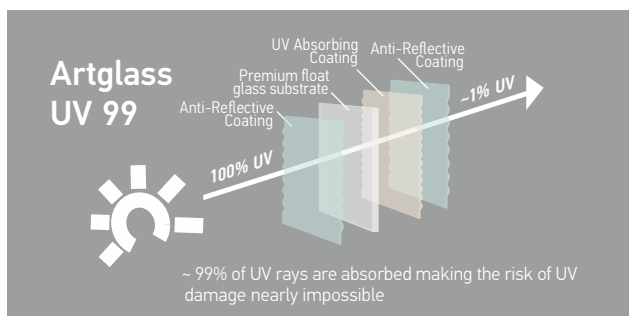 Artglass
UV 99
UV Absorbing
Coating
Anti-Reflective
Coating
Premium float
glass substrate
Anti-Reflective
Coating
100% UV
~1% UV
~ 99% of UV rays are absorbed making the risk of UV
damage nearly impossible